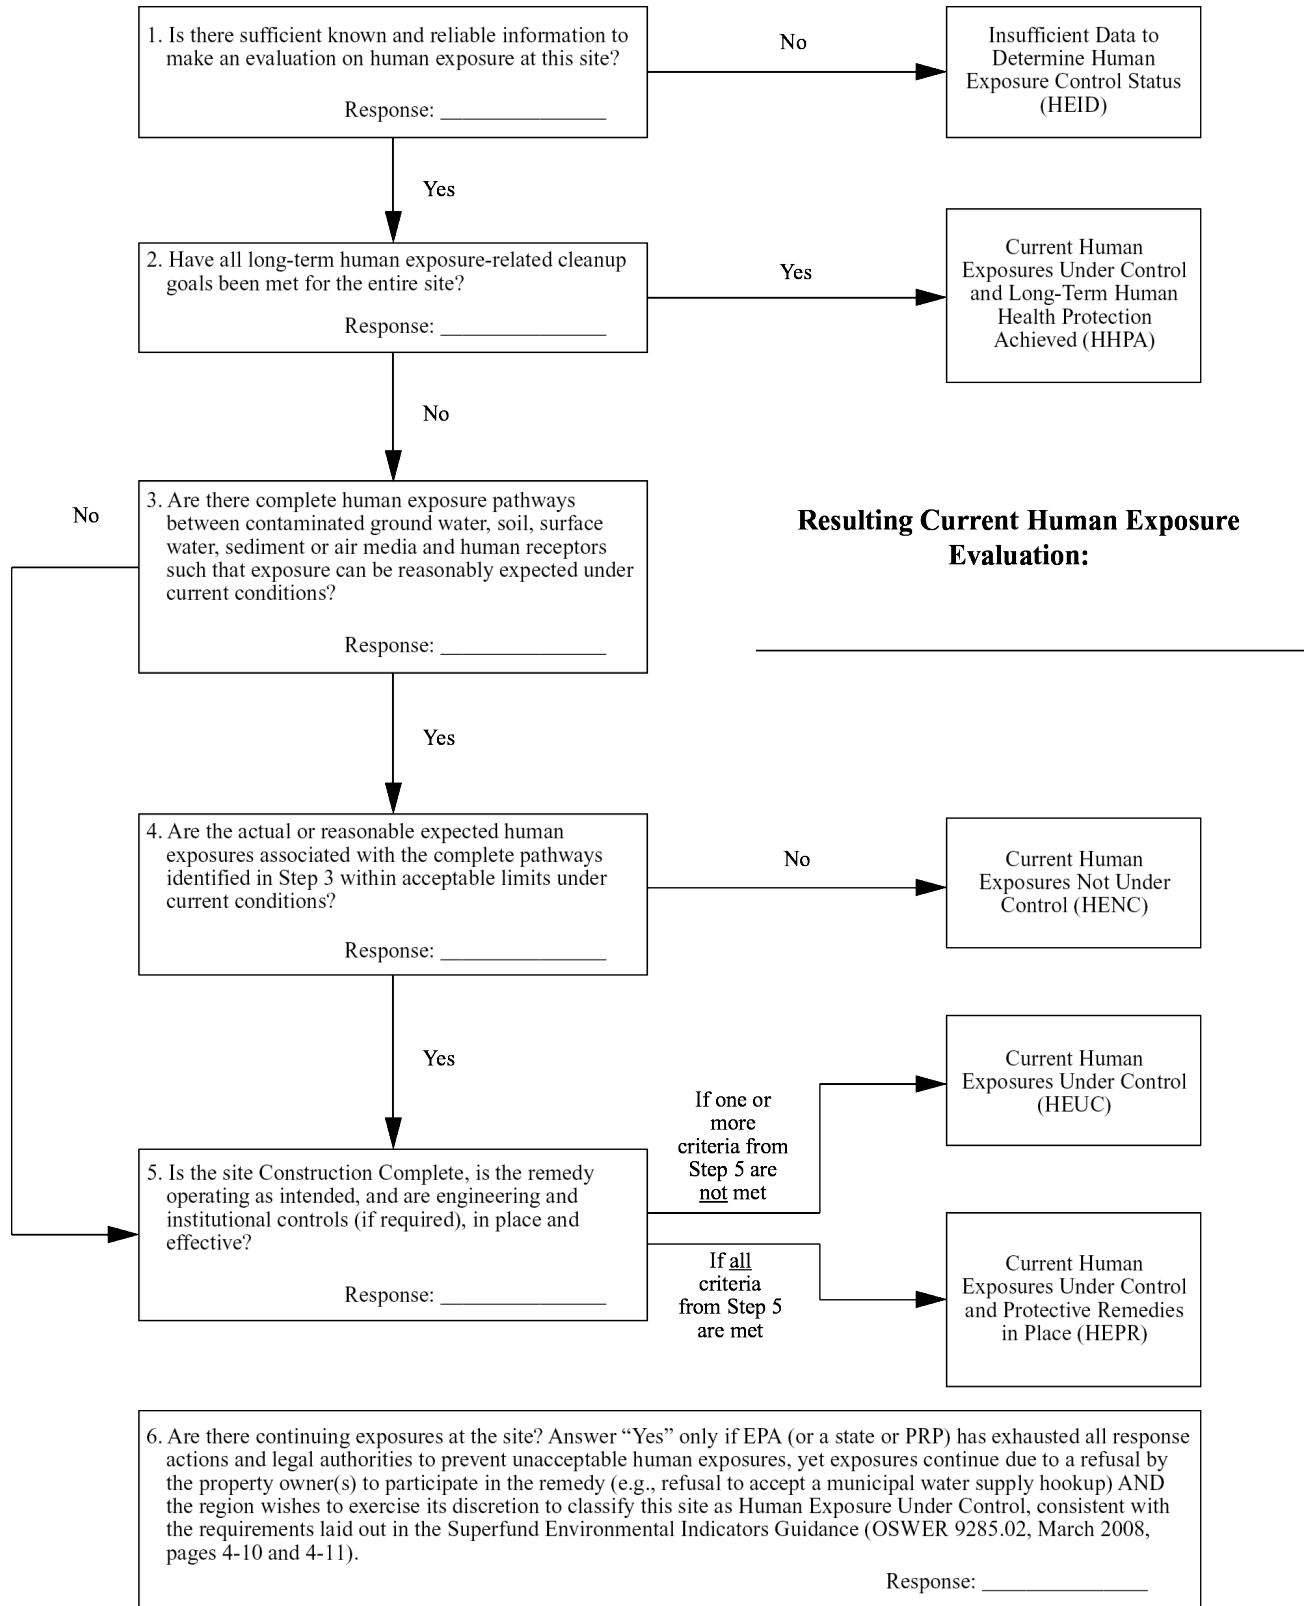 1. Is there sufficient known and reliable information to
make an evaluation on human exposure at this site?
Response: _______________
No
Insufficient Data to
Determine Human
Exposure Control Status
(HEID)
Yes
2. Have all long-term human exposure-related cleanup
goals been met for the entire site?
Response: _______________
Yes
Current Human
Exposures Under Control
and Long-Term Human
Health Protection
Achieved (HHPA)
No
3. Are there complete human exposure pathways
between contaminated ground water, soil, surface
water, sediment or air media and human receptors
such that exposure can be reasonably expected under
current conditions?
Response: _______________
No
Resulting Current Human Exposure
Evaluation:
Yes
4. Are the actual or reasonable expected human
exposures associated with the complete pathways
identified in Step 3 within acceptable limits under
current conditions?
Response: _______________
No
Current Human
Exposures Not Under
Control (HENC)
Yes
5. Is the site Construction Complete, is the remedy
operating as intended, and are engineering and
institutional controls (if required), in place and
effective?
Response: _______________
If one or
more
criteria from
Step 5 are
not met
Current Human
Exposures Under Control
(HEUC)
If all
criteria
from Step 5
are met
Current Human
Exposures Under Control
and Protective Remedies
in Place (HEPR)
6. Are there continuing exposures at the site? Answer “Yes” only if EPA (or a state or PRP) has exhausted all response
actions and legal authorities to prevent unacceptable human exposures, yet exposures continue due to a refusal by
the property owner(s) to participate in the remedy (e.g., refusal to accept a municipal water supply hookup) AND
the region wishes to exercise its discretion to classify this site as Human Exposure Under Control, consistent with
the requirements laid out in the Superfund Environmental Indicators Guidance (OSWER 9285.02, March 2008,
pages 4-10 and 4-11).
Response: _______________